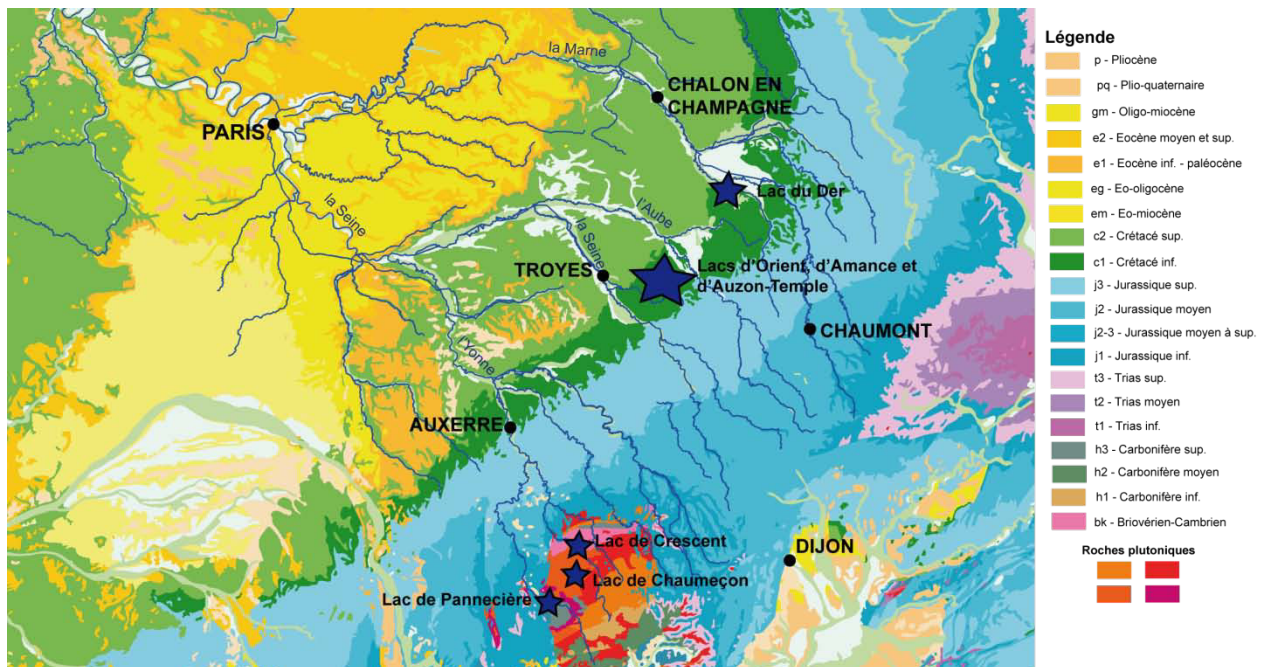 la Marne
CHALON EN
CHAMPAGNE
PARIS
Lac du Der
la Seine
l'Aube
la Seine
TROYES
Lacs d'Orient, d'Amance et
d'Auzon-Temple
CHAUMONT
l'Yonne
AUXERRE
Lac de Crescent
DIJON
Lac de Chaumeçon
Lac de Pannecière
Légende
p - Pliocène
pq - Plio-quaternaire
gm - Oligo-miocène
e2 - Eocène moyen et sup.
e1 - Eocène inf. - paléocène
eg - Eo-oligocène
em - Eo-miocène
c2 - Crétacé sup.
c1 - Crétacé inf.
j3 - Jurassique sup.
j2 - Jurassique moyen
j2-3 - Jurassique moyen à sup.
j1 - Jurassique inf.
t3 - Trias sup.
t2 - Trias moyen
t1 - Trias inf.
h3 - Carbonifère sup.
h2 - Carbonifère moyen
h1 - Carbonifère inf.
bk - Briovérien-Cambrien
Roches plutoniques